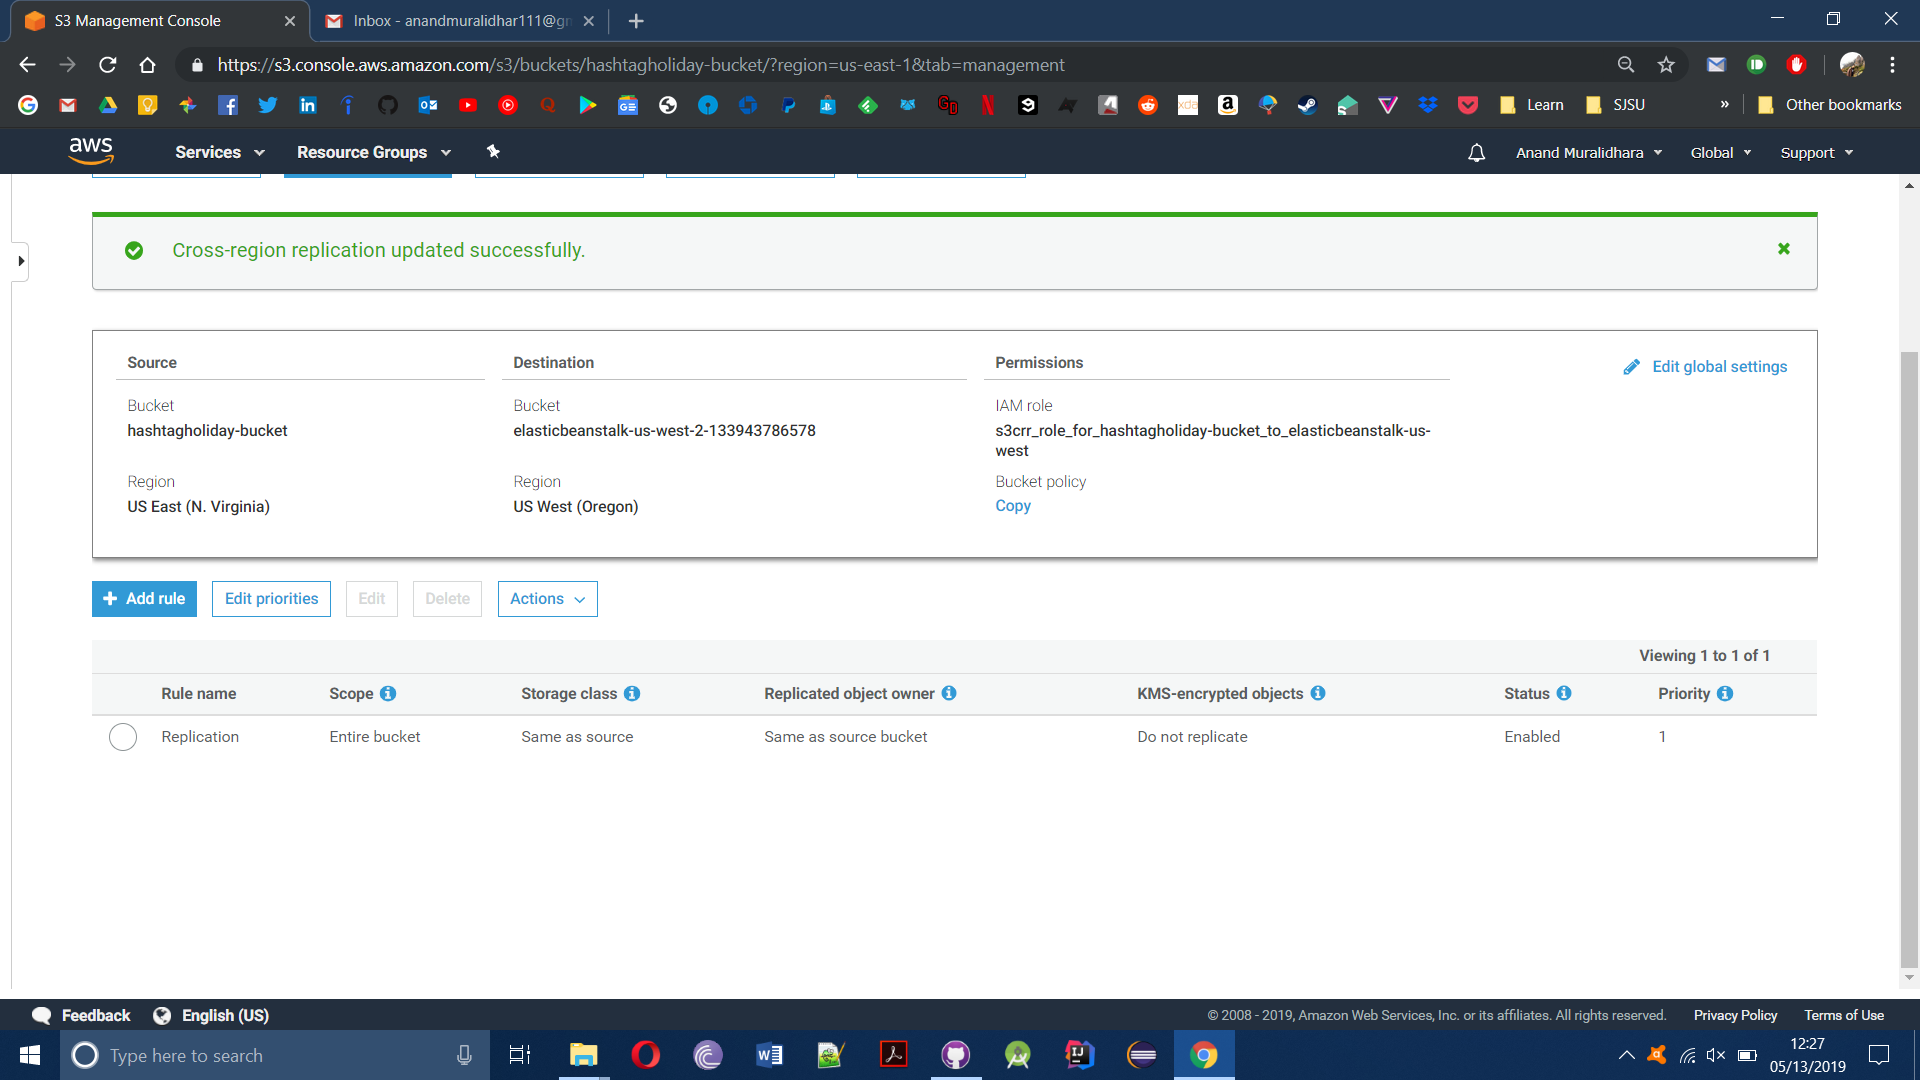 S3 Management Console
Inbox - anandmuralidhar111@gm
https://s3.console.aws.amazon.com/s3/buckets/hashtagholiday-bucket/?region=us-east-1&tab=management
Learn
SJSU
»
Other bookmarks
aws
Services
Resource Groups
Anand Muralidhara
Global
Support
Cross-region replication updated successfully.
Source
Destination
Permissions
Edit global settings
Bucket
Bucket
IAM role
hashtagholiday-bucket
elasticbeanstalk-us-west-2-133943786578
s3crr_role_for_hashtagholiday-bucket_to_elasticbeanstalk-us-
west
Region
Region
Bucket policy
US East (N. Virginia)
US West (Oregon)
Copy
+ Add rule
Edit priorities
Edit
Delete
Actions
Viewing 1 to 1 of 1
Rule name
Scope
Storage class
Replicated object owner
KMS-encrypted objects
Status
Priority
Replication
Entire bucket
Same as source
Same as source bucket
Do not replicate
Enabled
1
Feedback
English (US)
© 2008 - 2019, Amazon Web Services, Inc. or its affiliates. All rights reserved.
Privacy Policy
Terms of Use
Type here to search
12:27
05/13/2019